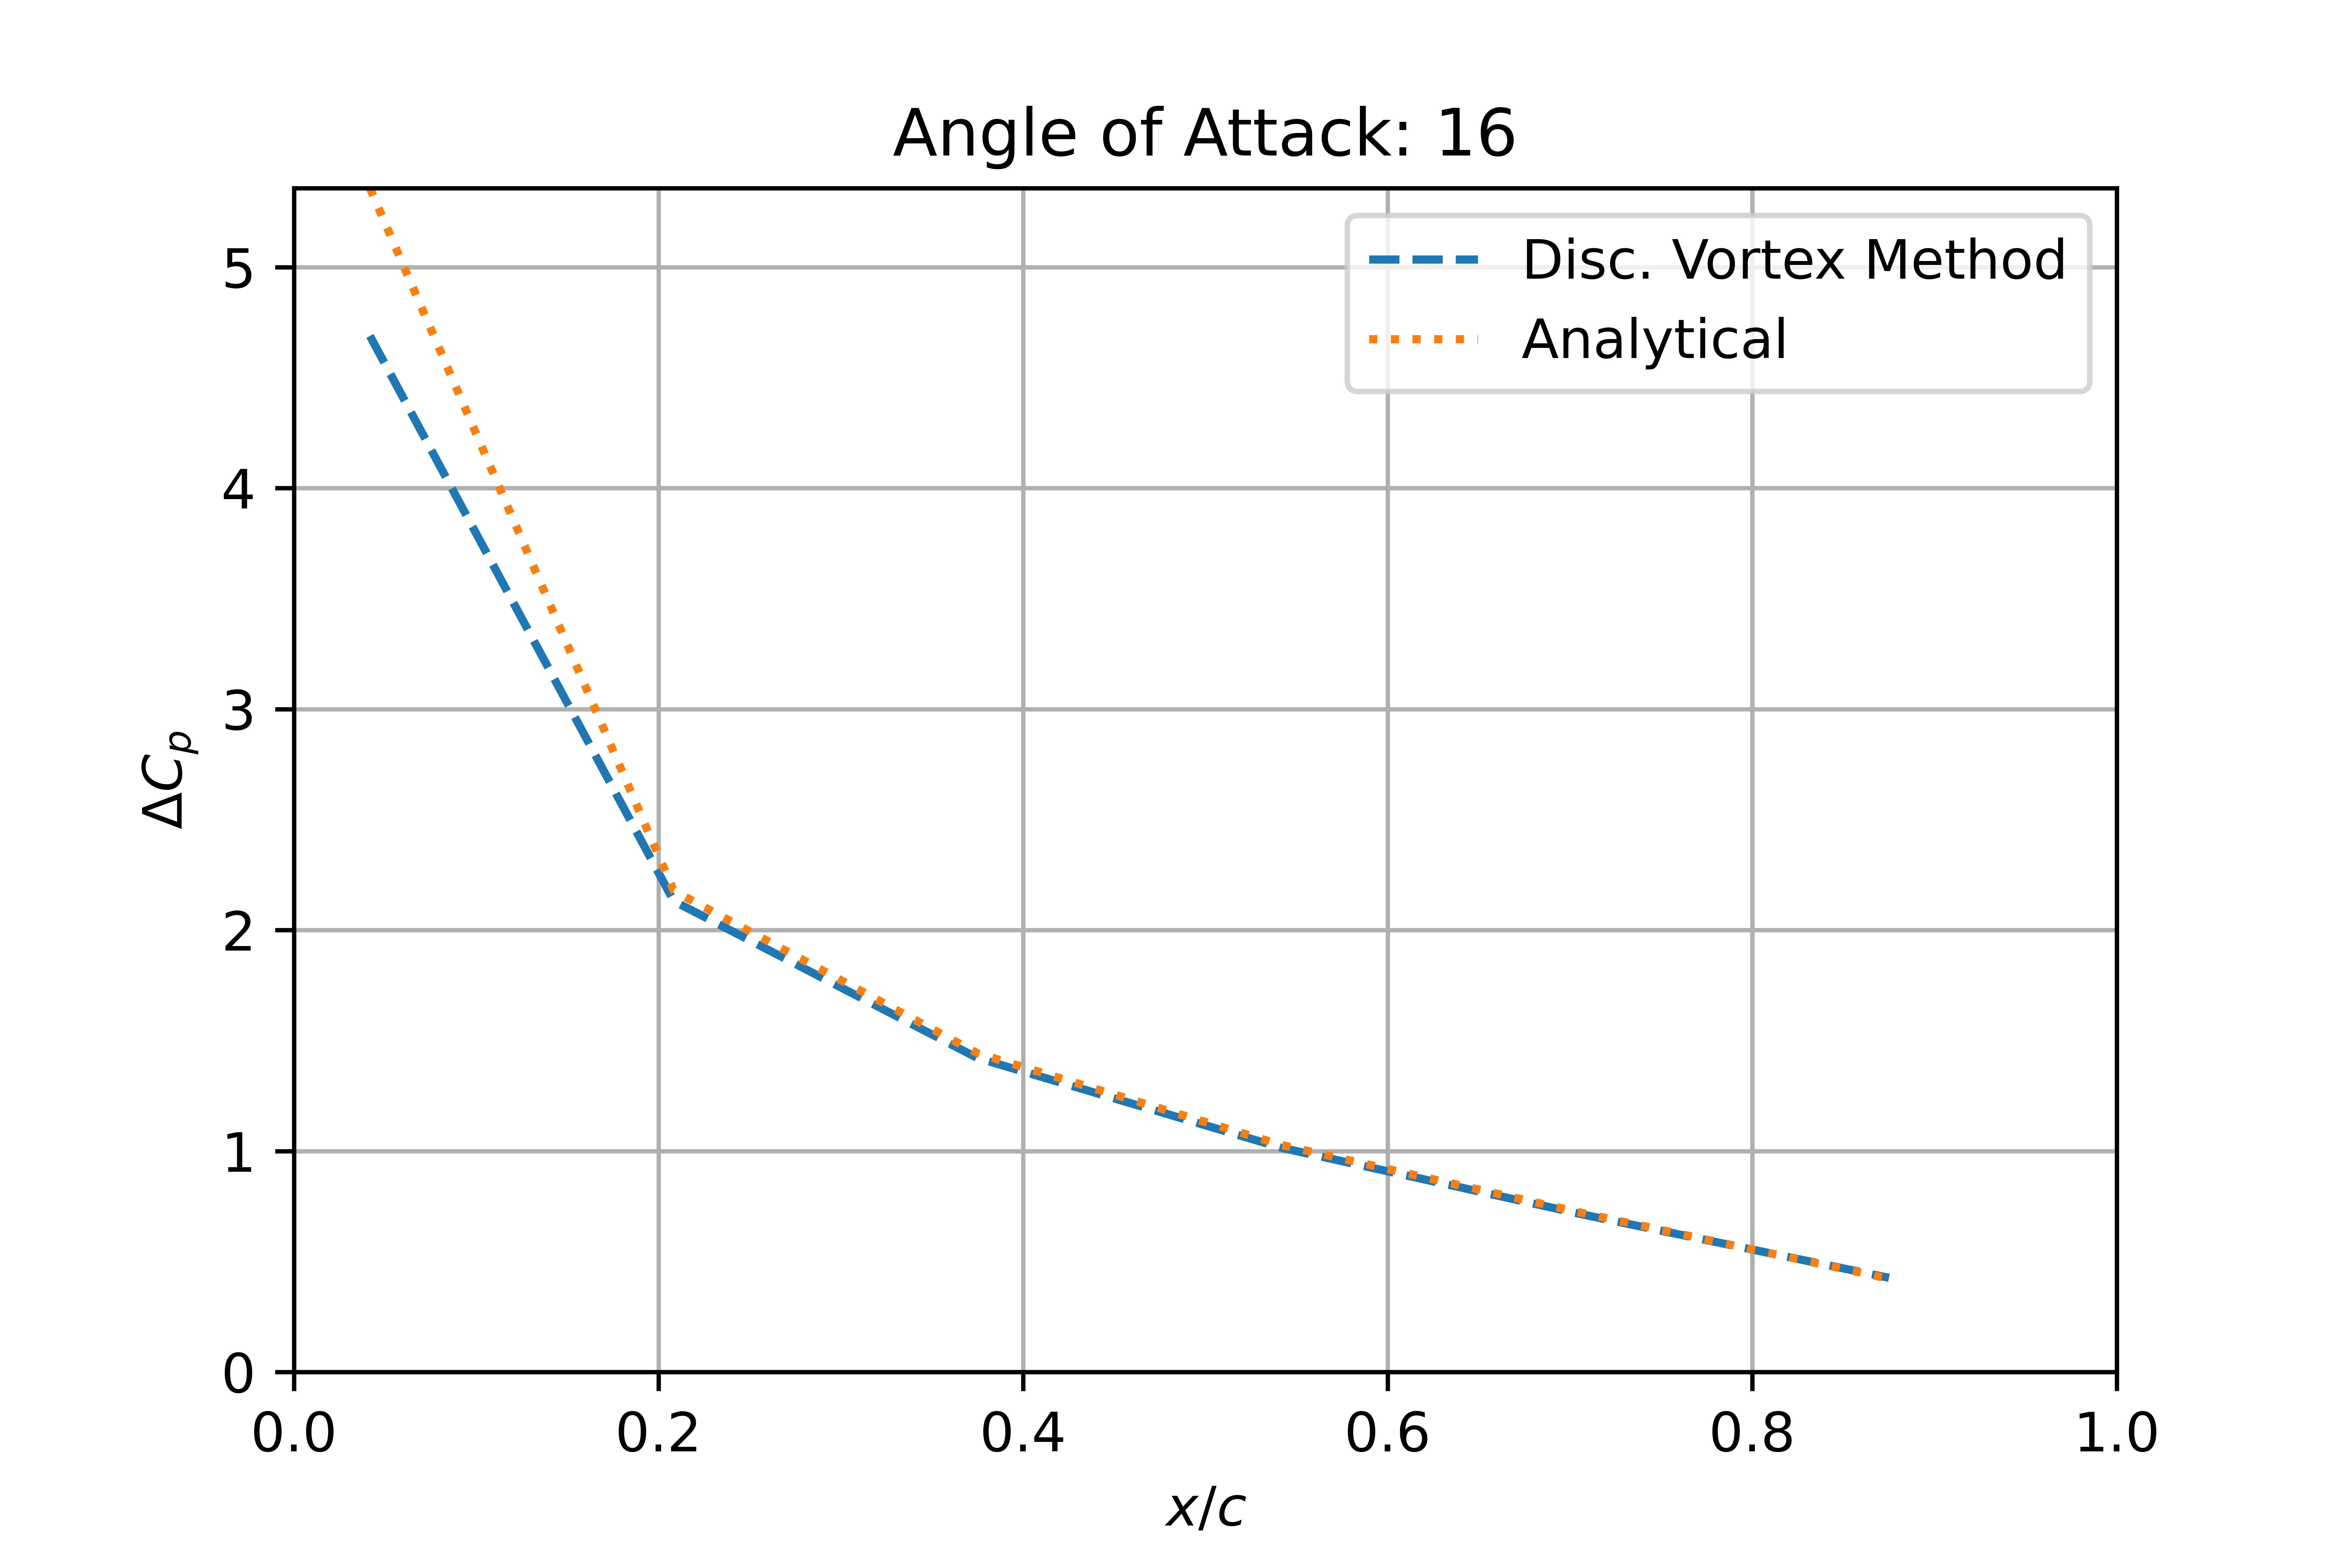 Angle of Attack: 16
Disc. Vortex Method
Analytical
5
4
3
2
1
0
ΔCp
0.0 0.2 0.4 0.6 0.8 1.0
x/c